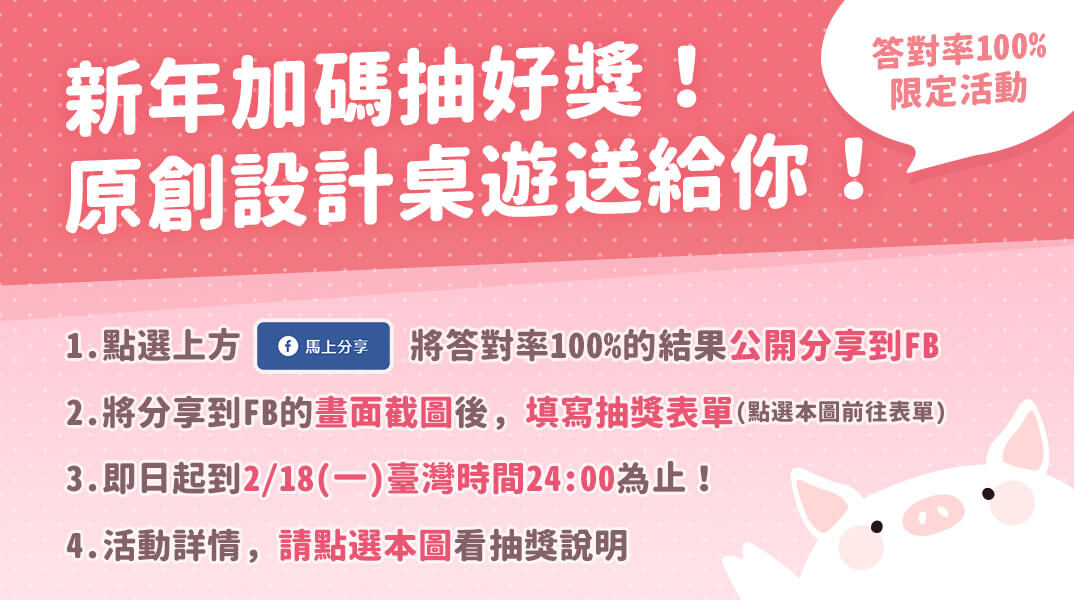 新年加碼抽好獎！
原創設計桌遊送給你！
答對率100%
限定活動
1.點選上方 f 馬上分享 將答對率100%的結果公開分享到FB
2.將分享到FB的畫面截圖後，填寫抽獎表單(點選本圖前往表單)
3.即日起到2/18(一)臺灣時間24:00為止！
4.活動詳情，請點選本圖看抽獎說明